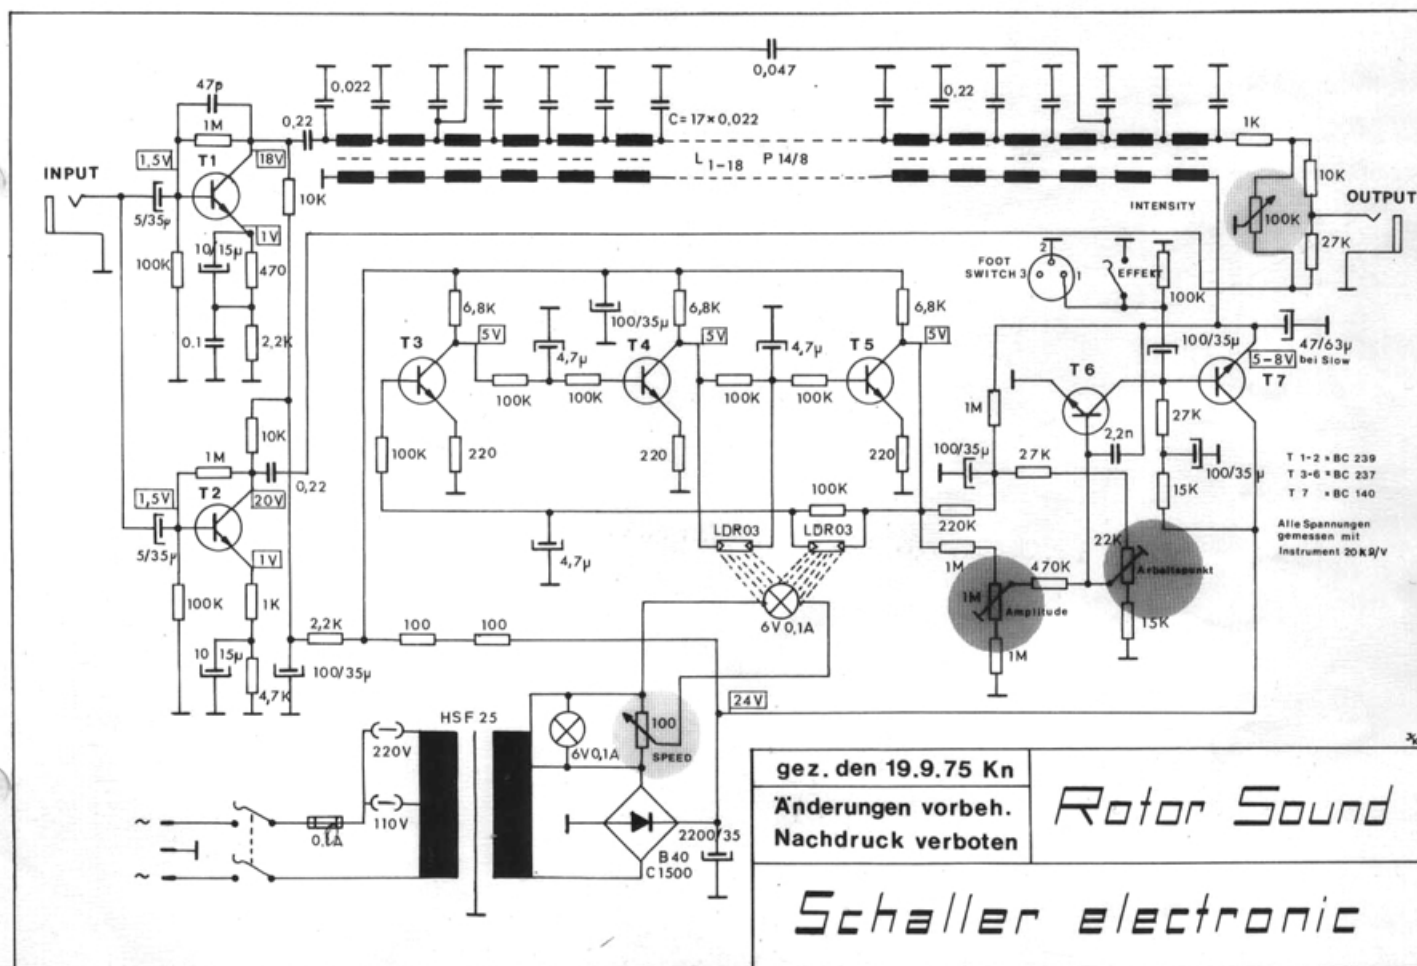 47p
0,022
0,047
0,22
1M
0,22
C = 17 × 0,022
1K
1,5V
T1
18V
L 1-18 P 14/8
INPUT
10K
10K
OUTPUT
5/35µ
INTENSITY
100K
1V
10/15µ
2
27K
100K
470
FOOT
SWITCH 3
1
EFFEKT
6,8K
6,8K
6,8K
100K
0.1
2,2K
100/35µ
100/35µ
47/63µ
bei Slow
5V
5V
5V
T3
4,7µ
T4
4,7µ
T5
5-8V
T6
T7
100K
100K
100K
100K
1M
10K
27K
2,2n
1M
100K
220
220
220
100/35µ
27K
100/35µ
T 1-2 = BC 239
T 3-6 = BC 237
T 7 = BC 140
0,22
1,5V
T2
20V
100K
15K
220K
LDR03
LDR03
22K
Alle Spannungen
gemessen mit
Instrument 20KΩ/V
5/35µ
1V
4,7µ
1M
470K
Arbeitspunkt
100K
1K
1M
Amplitude
6V 0,1A
15K
2,2K
100
100
10 15µ
1M
4,7K
100/35µ
24V
HSF 25
100
220V
6V 0,1A
SPEED
110V
2200/35
B40
C1500
~
~
gez. den 19.9.75 Kn
Änderungen vorbeh.
Nachdruck verboten
Rotor Sound
Schaller electronic